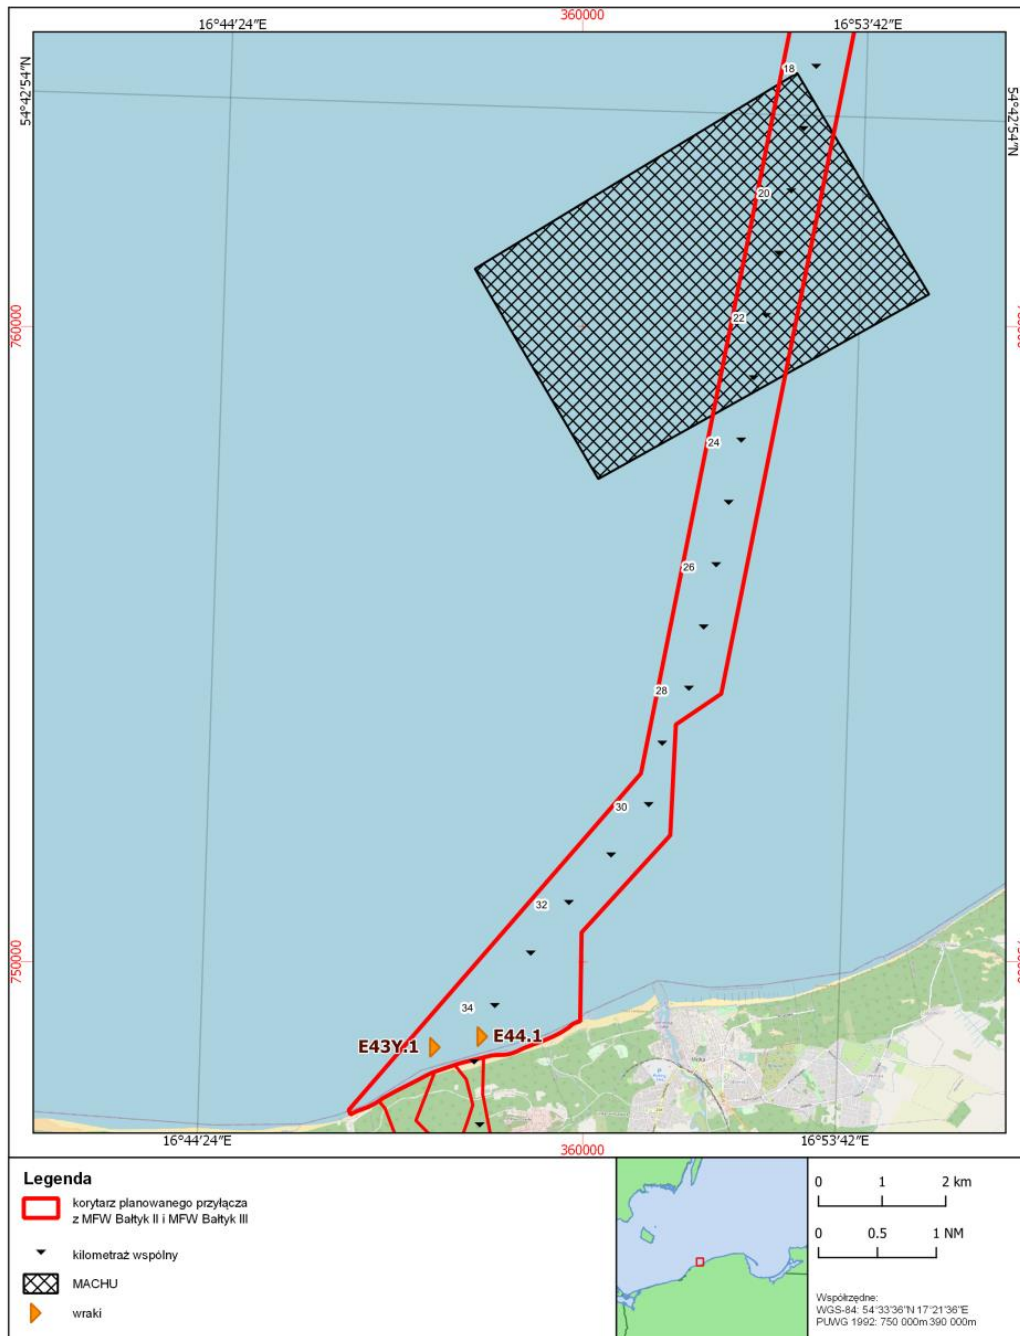 360000
16°44'24"E
16°53'42"E
54°42'54"N
54°42'54"N
18
20
760000
22
24
26
28
30
32
750000
34
E43Y.1
E44.1
Ustka
16°44'24"E
360000
16°53'42"E
Legenda
korytarz planowanego przyłącza
z MFW Bałtyk II i MFW Bałtyk III
kilometraż wspólny
MACHU
wraki
0 1 2 km
0 0.5 1 NM
Współrzędne:
WGS-84: 54°33'36"N 17°21'36"E
PUWG 1992: 750 000m 390 000m